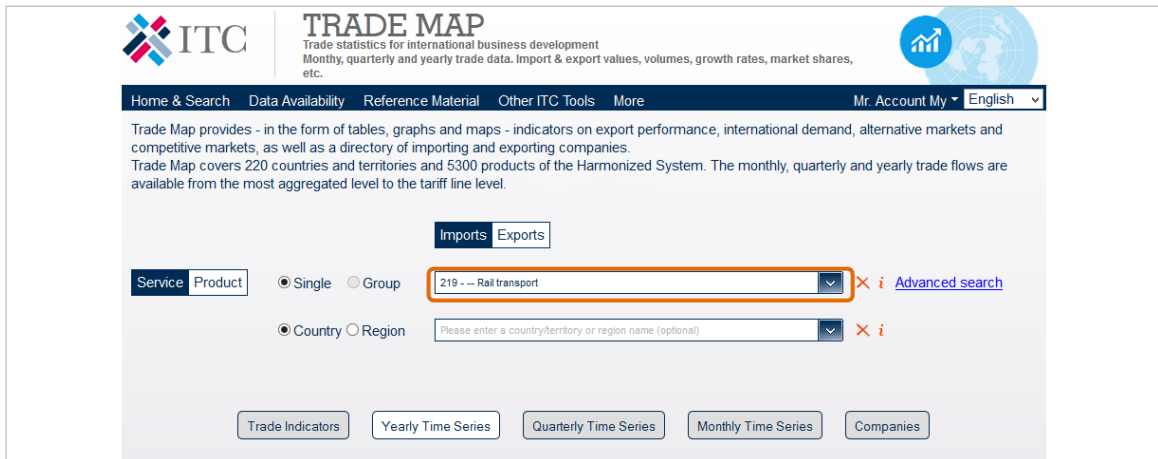 ITC
TRADE MAP
Trade statistics for international business development
Monthy, quarterly and yearly trade data. Import & export values, volumes, growth rates, market shares,
etc.
Home & Search Data Availability Reference Material Other ITC Tools More Mr. Account My English
Trade Map provides - in the form of tables, graphs and maps - indicators on export performance, international demand, alternative markets and
competitive markets, as well as a directory of importing and exporting companies.
Trade Map covers 220 countries and territories and 5300 products of the Harmonized System. The monthly, quarterly and yearly trade flows are
available from the most aggregated level to the tariff line level.
Imports Exports
Service Product Single Group 219 - -- Rail transport i Advanced search
Country Region Please enter a country/territory or region name (optional) i
Trade Indicators Yearly Time Series Quarterly Time Series Monthly Time Series Companies